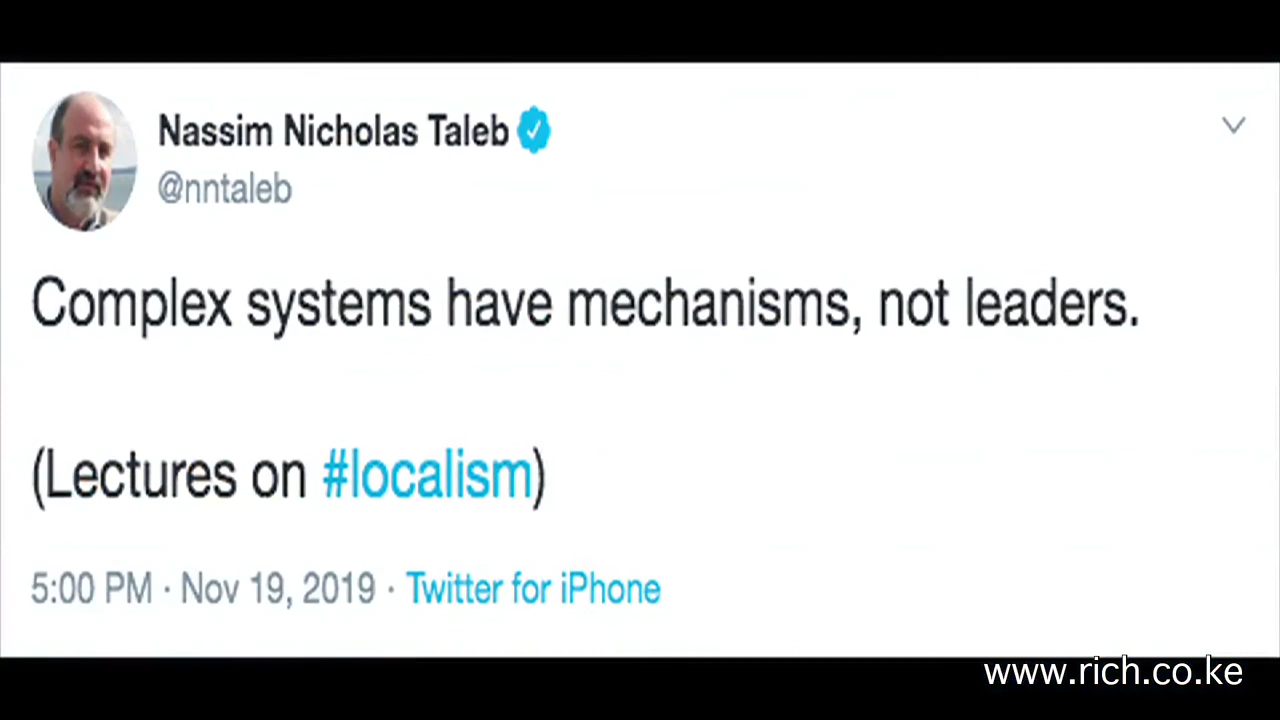 Nassim Nicholas Taleb
@nntaleb
Complex systems have mechanisms, not leaders.
(Lectures on #localism)
5:00 PM · Nov 19, 2019 · Twitter for iPhone
www.rich.co.ke